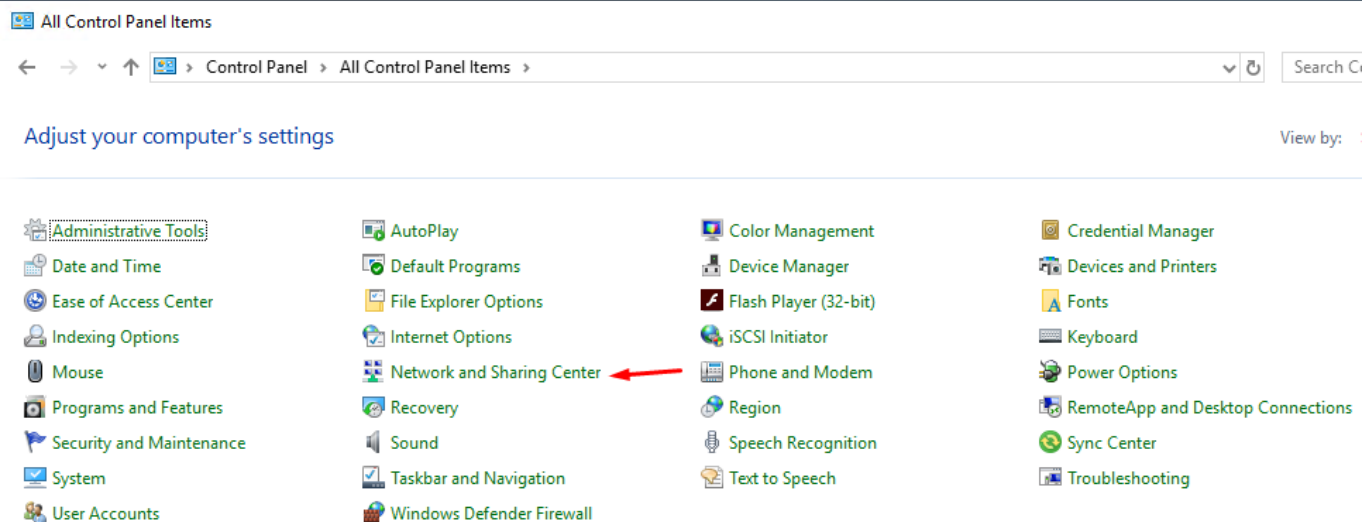 All Control Panel Items
Control Panel > All Control Panel Items >
Search
Adjust your computer's settings
View by:
Administrative Tools AutoPlay Color Management Credential Manager
Date and Time Default Programs Device Manager Devices and Printers
Ease of Access Center File Explorer Options Flash Player (32-bit) Fonts
Indexing Options Internet Options iSCSI Initiator Keyboard
Mouse Network and Sharing Center Phone and Modem Power Options
Programs and Features Recovery Region RemoteApp and Desktop Connections
Security and Maintenance Sound Speech Recognition Sync Center
System Taskbar and Navigation Text to Speech Troubleshooting
User Accounts Windows Defender Firewall